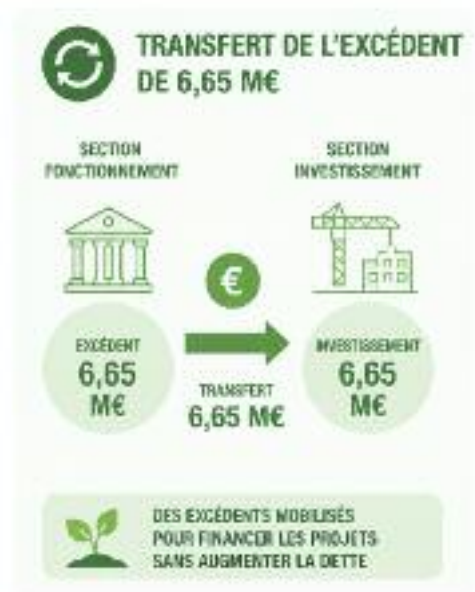 TRANSFERT DE L'EXCÉDENT
DE 6,65 M€
SECTION
FONCTIONNEMENT
SECTION
INVESTISSEMENT
€
EXCÉDENT
6,65
M€
TRANSFERT
6,65 M€
INVESTISSEMENT
6,65
M€
DES EXCÉDENTS MOBILISÉS
POUR FINANCER LES PROJETS
SANS AUGMENTER LA DETTE